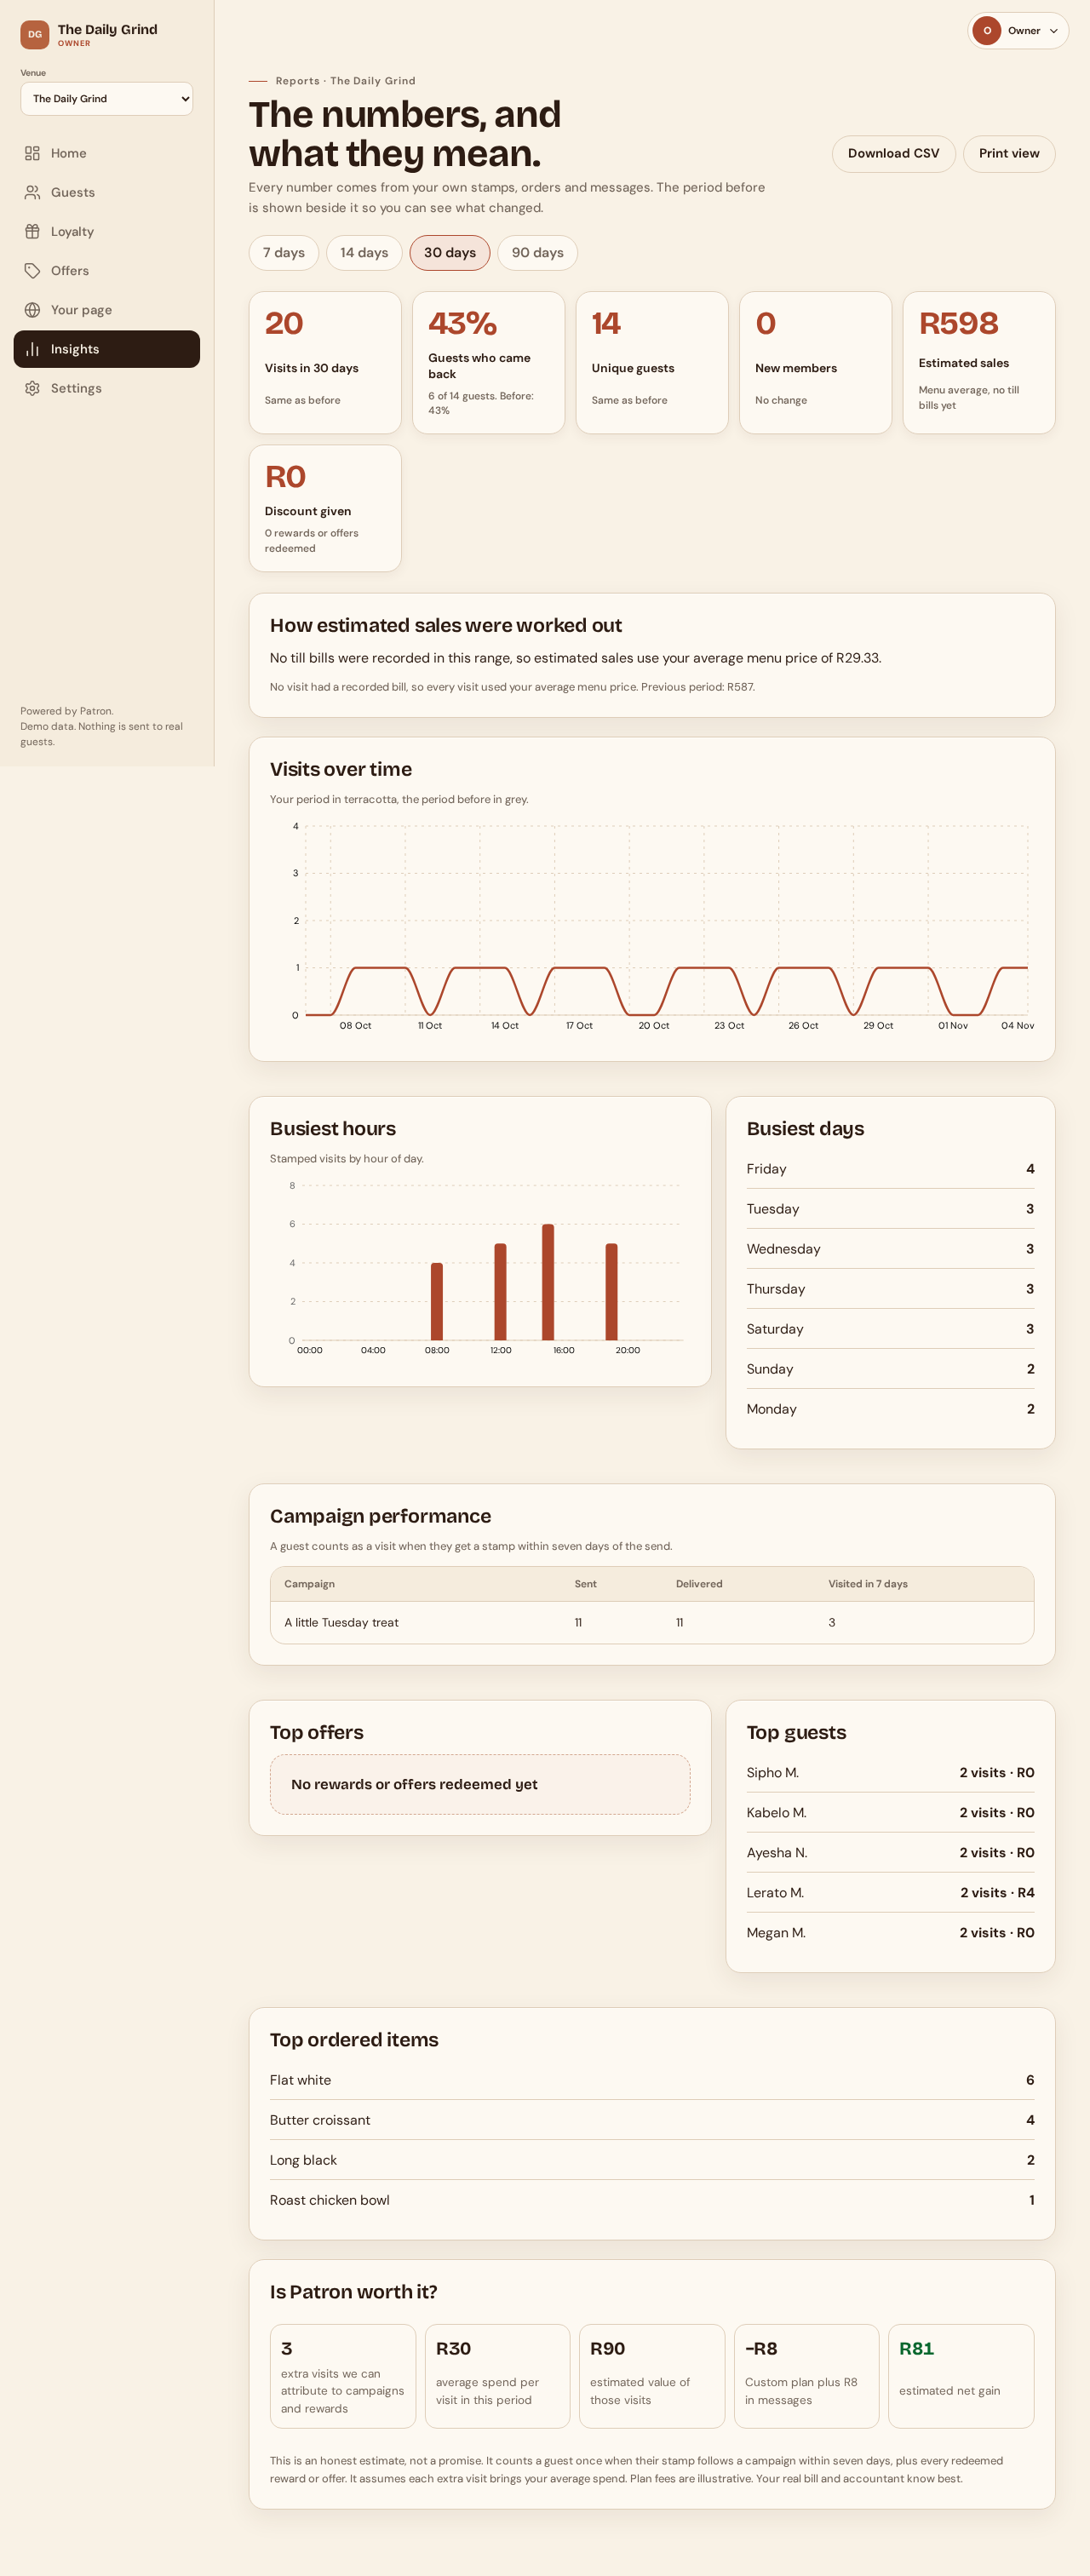 DG
The Daily Grind
OWNER
Venue
The Daily Grind
Home
Guests
Loyalty
Offers
Your page
Insights
Settings
Powered by Patron.
Demo data. Nothing is sent to real
guests.
O
Owner
Reports · The Daily Grind
The numbers, and
what they mean.
Every number comes from your own stamps, orders and messages. The period before
is shown beside it so you can see what changed.
Download CSV
Print view
7 days
14 days
30 days
90 days
20
Visits in 30 days
Same as before
43%
Guests who came
back
6 of 14 guests. Before:
43%
14
Unique guests
Same as before
0
New members
No change
R598
Estimated sales
Menu average, no till
bills yet
R0
Discount given
0 rewards or offers
redeemed
How estimated sales were worked out
No till bills were recorded in this range, so estimated sales use your average menu price of R29.33.
No visit had a recorded bill, so every visit used your average menu price. Previous period: R587.
Visits over time
Your period in terracotta, the period before in grey.
4
3
2
1
0
08 Oct
11 Oct
14 Oct
17 Oct
20 Oct
23 Oct
26 Oct
29 Oct
01 Nov
04 Nov
Busiest hours
Stamped visits by hour of day.
8
6
4
2
0
00:00
04:00
08:00
12:00
16:00
20:00
Busiest days
Friday 4
Tuesday 3
Wednesday 3
Thursday 3
Saturday 3
Sunday 2
Monday 2
Campaign performance
A guest counts as a visit when they get a stamp within seven days of the send.
Campaign Sent Delivered Visited in 7 days
A little Tuesday treat 11 11 3
Top offers
No rewards or offers redeemed yet
Top guests
Sipho M. 2 visits · R0
Kabelo M. 2 visits · R0
Ayesha N. 2 visits · R0
Lerato M. 2 visits · R4
Megan M. 2 visits · R0
Top ordered items
Flat white 6
Butter croissant 4
Long black 2
Roast chicken bowl 1
Is Patron worth it?
3
extra visits we can
attribute to campaigns
and rewards
R30
average spend per
visit in this period
R90
estimated value of
those visits
−R8
Custom plan plus R8
in messages
R81
estimated net gain
This is an honest estimate, not a promise. It counts a guest once when their stamp follows a campaign within seven days, plus every redeemed
reward or offer. It assumes each extra visit brings your average spend. Plan fees are illustrative. Your real bill and accountant know best.